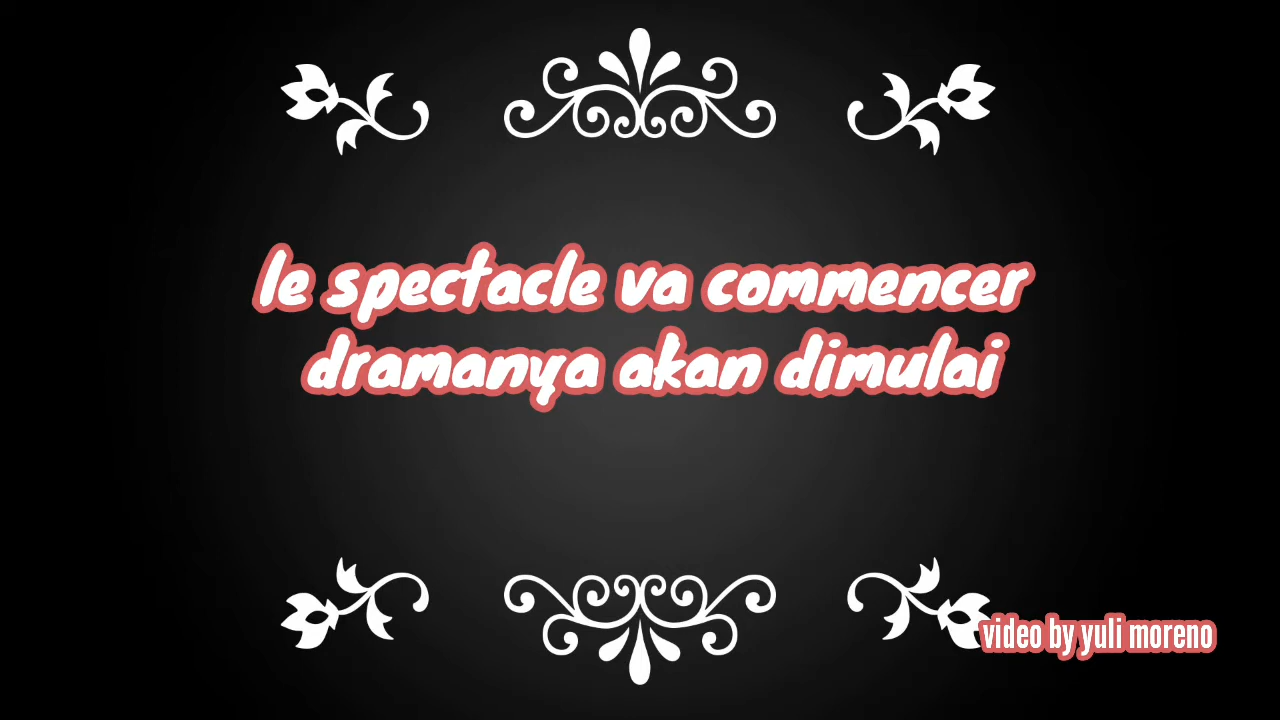 le spectacle va commencer
dramanya akan dimulai
video by yuli moreno